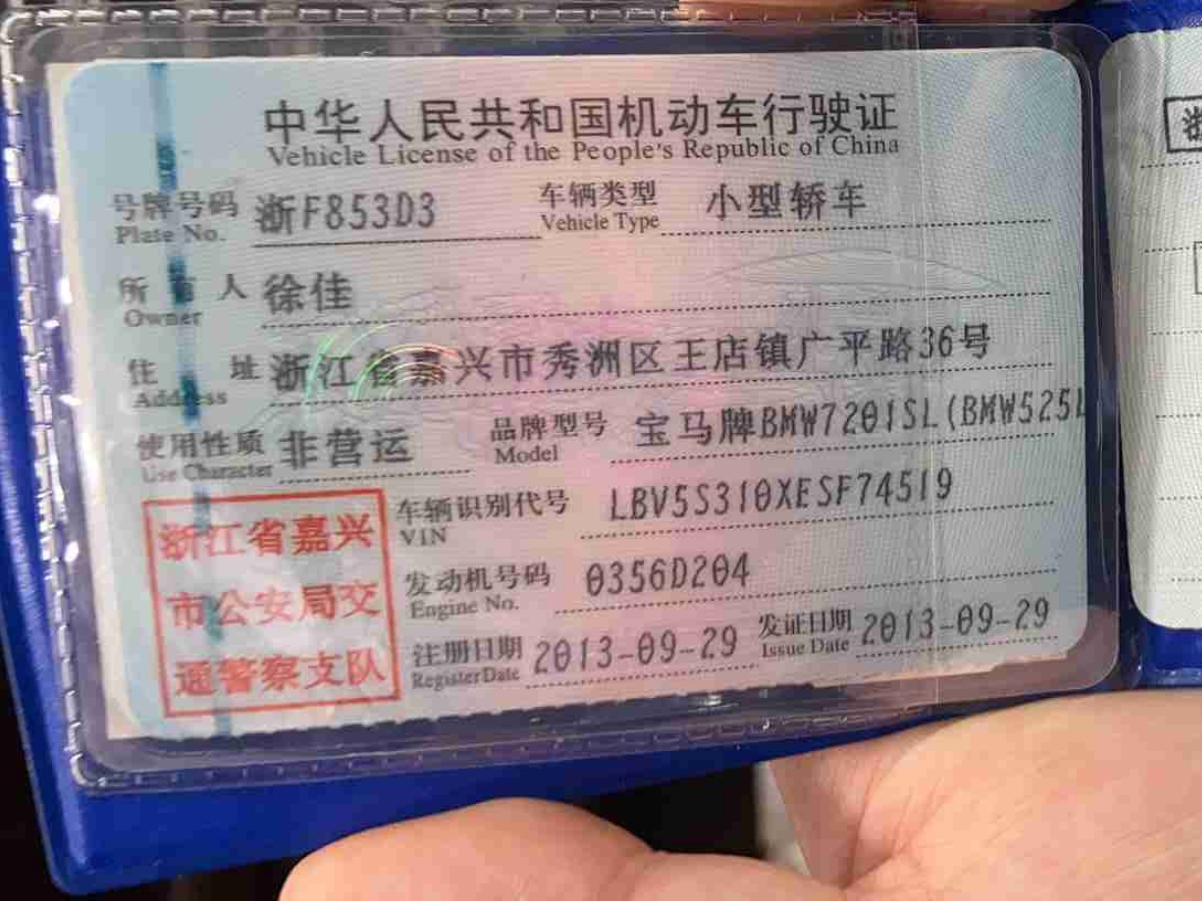 中华人民共和国机动车行驶证
Vehicle License of the People's Republic of China
号牌号码 浙F853D3 车辆类型 小型轿车
Plate No. Vehicle Type
所有人 徐佳
Owner
住址 浙江省嘉兴市秀洲区王店镇广平路36号
Address
使用性质 非营运 品牌型号 宝马牌BMW7201SL(BMW525L
Use Character Model
车辆识别代号 LBV5S310XESF74519
VIN
发动机号码 0356D204
Engine No.
注册日期 2013-09-29 发证日期 2013-09-29
Register Date Issue Date
浙江省嘉兴
市公安局交
通警察支队